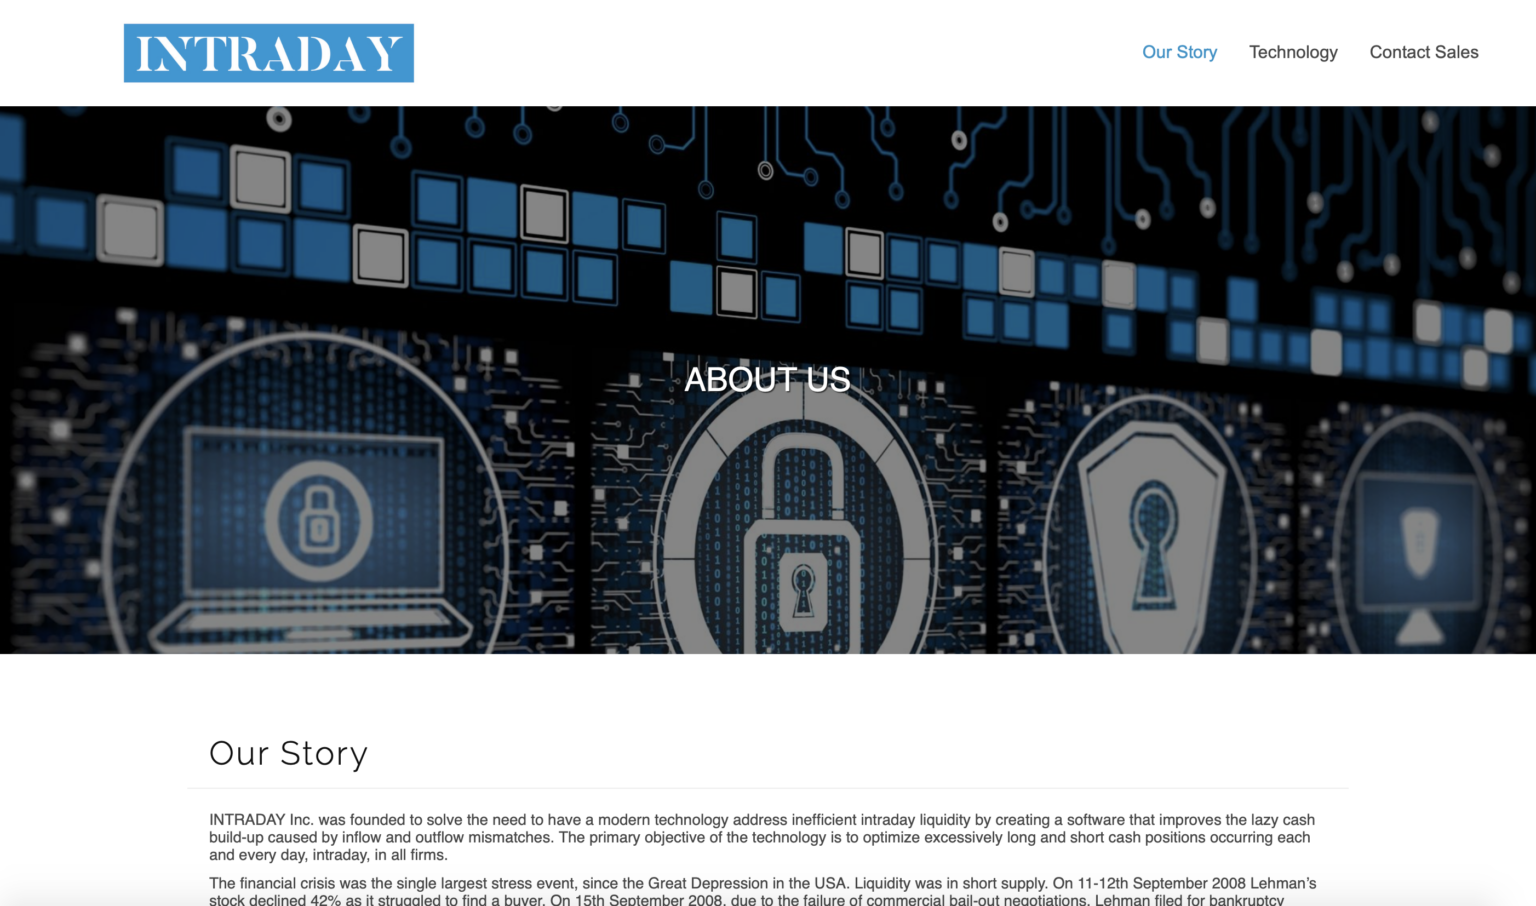 INTRADAY
Our Story
Technology
Contact Sales
ABOUT US
Our Story
INTRADAY Inc. was founded to solve the need to have a modern technology address inefficient intraday liquidity by creating a software that improves the lazy cash
build-up caused by inflow and outflow mismatches. The primary objective of the technology is to optimize excessively long and short cash positions occurring each
and every day, intraday, in all firms.
The financial crisis was the single largest stress event, since the Great Depression in the USA. Liquidity was in short supply. On 11-12th September 2008 Lehman's
stock declined 42% as it struggled to find a buyer. On 15th September 2008, due to the failure of commercial bail-out negotiations, Lehman filed for bankruptcy